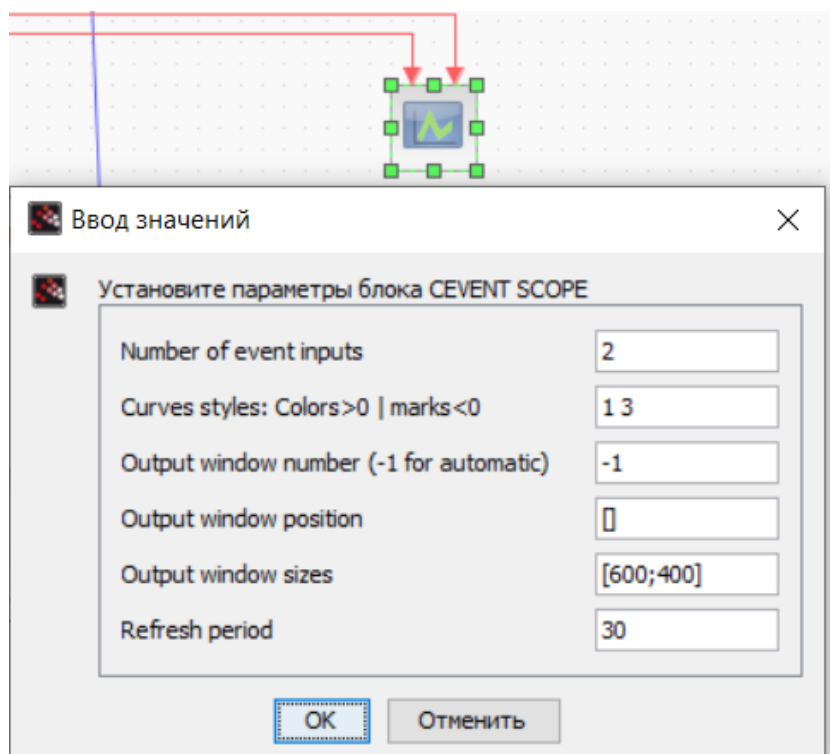 Ввод значений
Установите параметры блока CEVENT SCOPE
Number of event inputs 2
Curves styles: Colors>0 | marks<0 1 3
Output window number (-1 for automatic) -1
Output window position []
Output window sizes [600;400]
Refresh period 30
OK Отменить